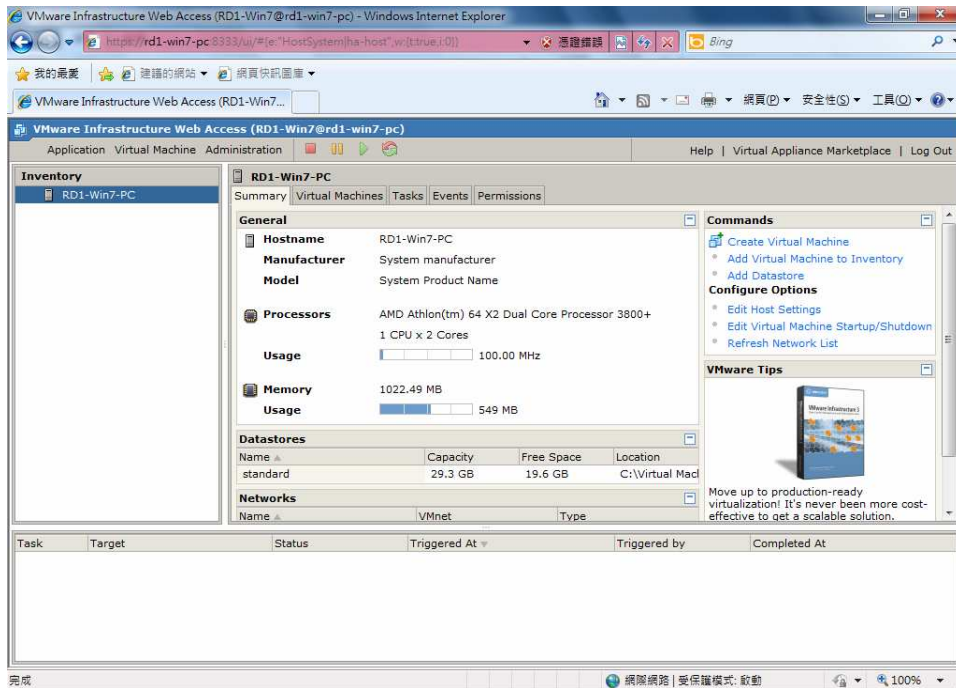 VMware Infrastructure Web Access (RD1-Win7@rd1-win7-pc) - Windows Internet Explorer
https://rd1-win7-pc:8333/ui/#{e:"HostSystem|ha-host",w:{t:true,i:0}} 憑證錯誤 Bing
我的最愛 建議的網站 網頁快訊圖庫
VMware Infrastructure Web Access (RD1-Win7... 網頁(P) 安全性(S) 工具(O)
VMware Infrastructure Web Access (RD1-Win7@rd1-win7-pc)
Application Virtual Machine Administration Help | Virtual Appliance Marketplace | Log Out
Inventory
RD1-Win7-PC
RD1-Win7-PC
Summary Virtual Machines Tasks Events Permissions
General
Hostname RD1-Win7-PC
Manufacturer System manufacturer
Model System Product Name
Processors AMD Athlon(tm) 64 X2 Dual Core Processor 3800+
1 CPU x 2 Cores
Usage 100.00 MHz
Memory 1022.49 MB
Usage 549 MB
Datastores
Name Capacity Free Space Location
standard 29.3 GB 19.6 GB C:\Virtual Mac
Networks
Name VMnet Type
Commands
Create Virtual Machine
Add Virtual Machine to Inventory
Add Datastore
Configure Options
Edit Host Settings
Edit Virtual Machine Startup/Shutdown
Refresh Network List
VMware Tips
VMware Infrastructure 3
Move up to production-ready
virtualization! It's never been more cost-
effective to get a scalable solution.
Task Target Status Triggered At Triggered by Completed At
完成 網際網路 | 受保護模式: 啟動 100%